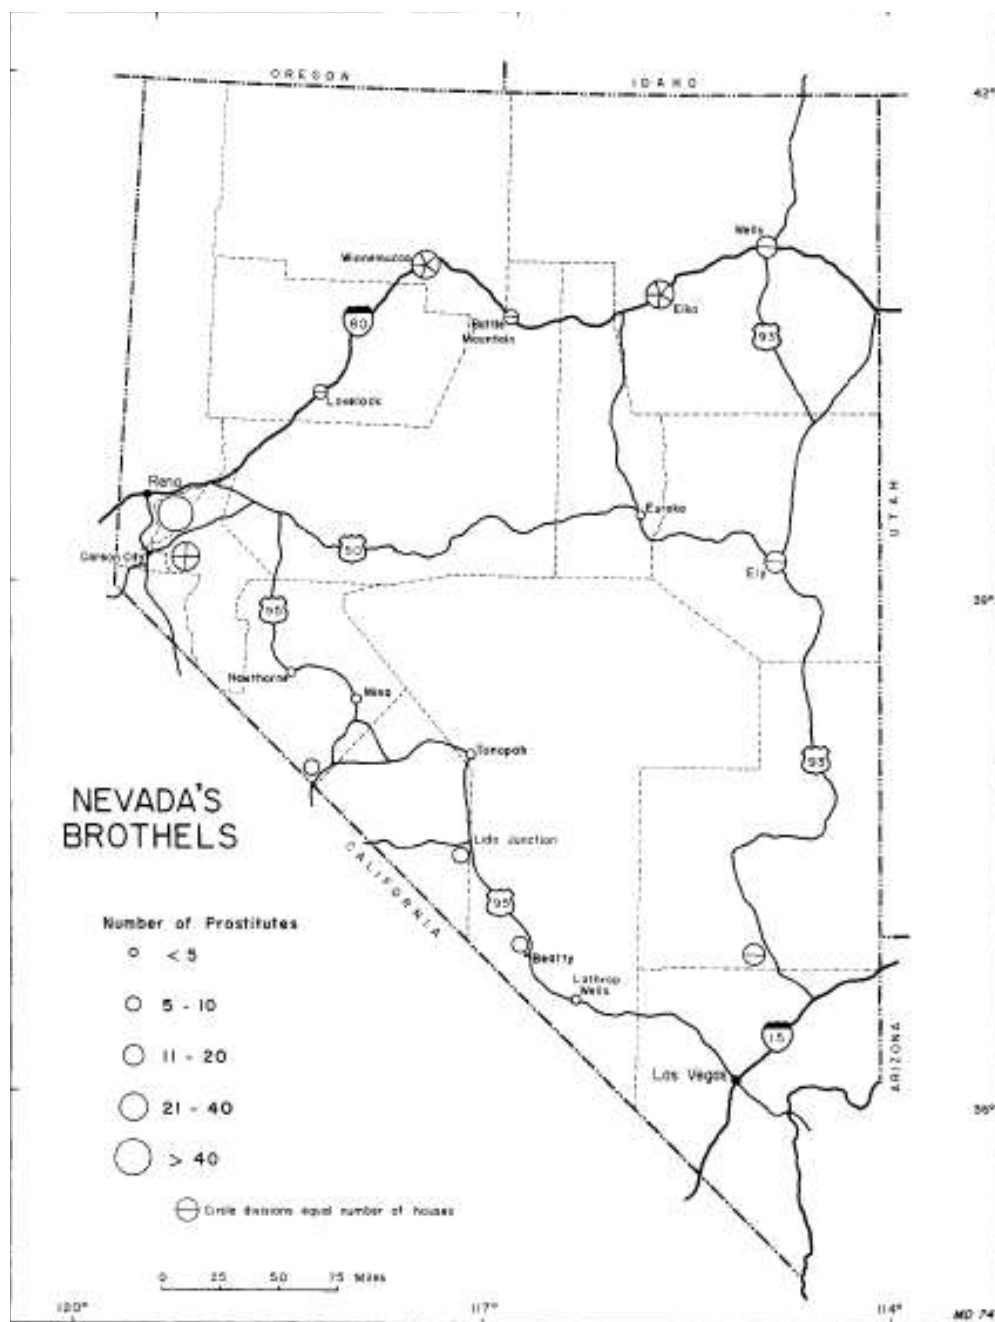 OREGON
IDAHO
42°
Wells
Winnemucca
80
Battle
Mountain
Elko
93
Lovelock
Reno
Eureka
UTAH
Carson City
50
Ely
39°
95
Hawthorne
Mina
Tonopah
93
NEVADA'S
BROTHELS
Lida Junction
CALIFORNIA
95
Number of Prostitutes
< 5
Beatty
Lathrop
Wells
5 - 10
15
ARIZONA
11 - 20
Las Vegas
21 - 40
36°
> 40
Circle divisions equal number of houses
0 25 50 75 Miles
120° 117° 114°
MD 74